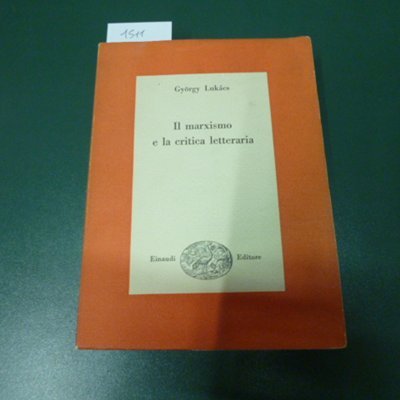 1511
György Lukács
Il marxismo
e la critica letteraria
Einaudi Editore